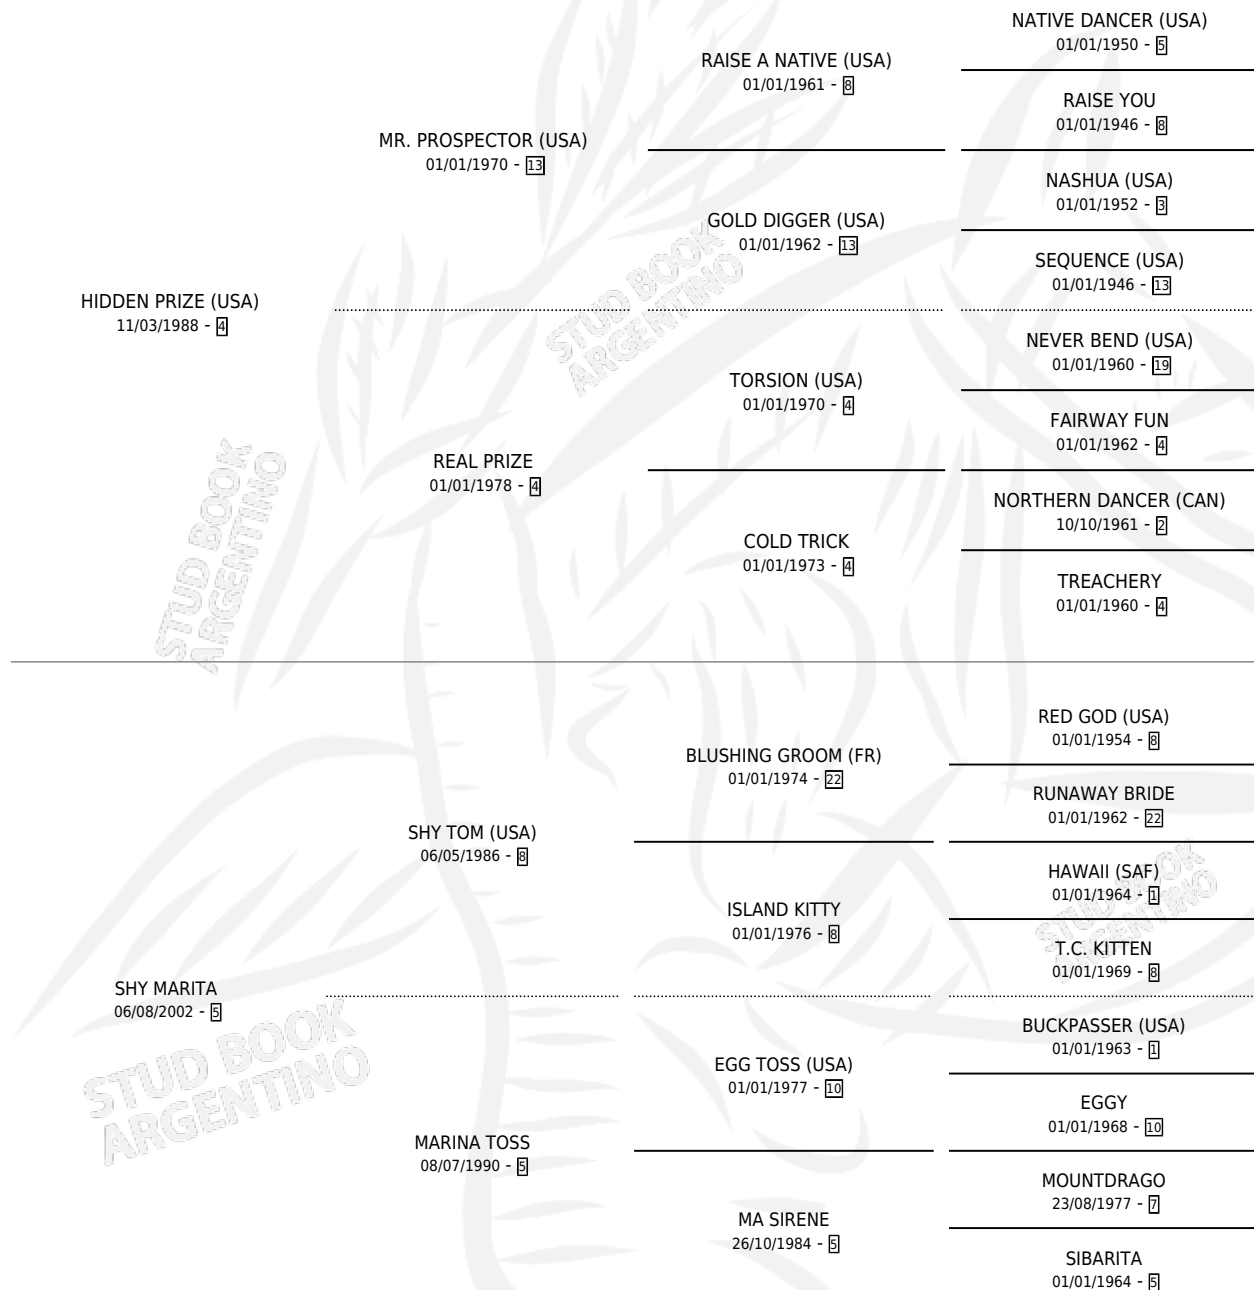 NATIVE DANCER (USA)
01/01/1950 - 5
RAISE A NATIVE (USA)
01/01/1961 - 8
RAISE YOU
01/01/1946 - 8
MR. PROSPECTOR (USA)
01/01/1970 - 13
NASHUA (USA)
01/01/1952 - 3
GOLD DIGGER (USA)
01/01/1962 - 13
SEQUENCE (USA)
01/01/1946 - 13
HIDDEN PRIZE (USA)
11/03/1988 - 4
STUD BOOK
ARGENTINO
NEVER BEND (USA)
01/01/1960 - 19
TORSION (USA)
01/01/1970 - 4
FAIRWAY FUN
01/01/1962 - 4
REAL PRIZE
01/01/1978 - 4
NORTHERN DANCER (CAN)
10/10/1961 - 2
COLD TRICK
01/01/1973 - 4
TREACHERY
01/01/1960 - 4
STUD BOOK
ARGENTINO
RED GOD (USA)
01/01/1954 - 8
BLUSHING GROOM (FR)
01/01/1974 - 22
RUNAWAY BRIDE
01/01/1962 - 22
SHY TOM (USA)
06/05/1986 - 8
HAWAII (SAF)
01/01/1964 - 1
ISLAND KITTY
01/01/1976 - 8
T.C. KITTEN
01/01/1969 - 8
STUD BOOK
ARGENTINO
SHY MARITA
06/08/2002 - 5
BUCKPASSER (USA)
01/01/1963 - 1
EGG TOSS (USA)
01/01/1977 - 10
EGGY
01/01/1968 - 10
STUD BOOK
ARGENTINO
MARINA TOSS
08/07/1990 - 5
MOUNTDRAGO
23/08/1977 - 7
MA SIRENE
26/10/1984 - 5
SIBARITA
01/01/1964 - 5